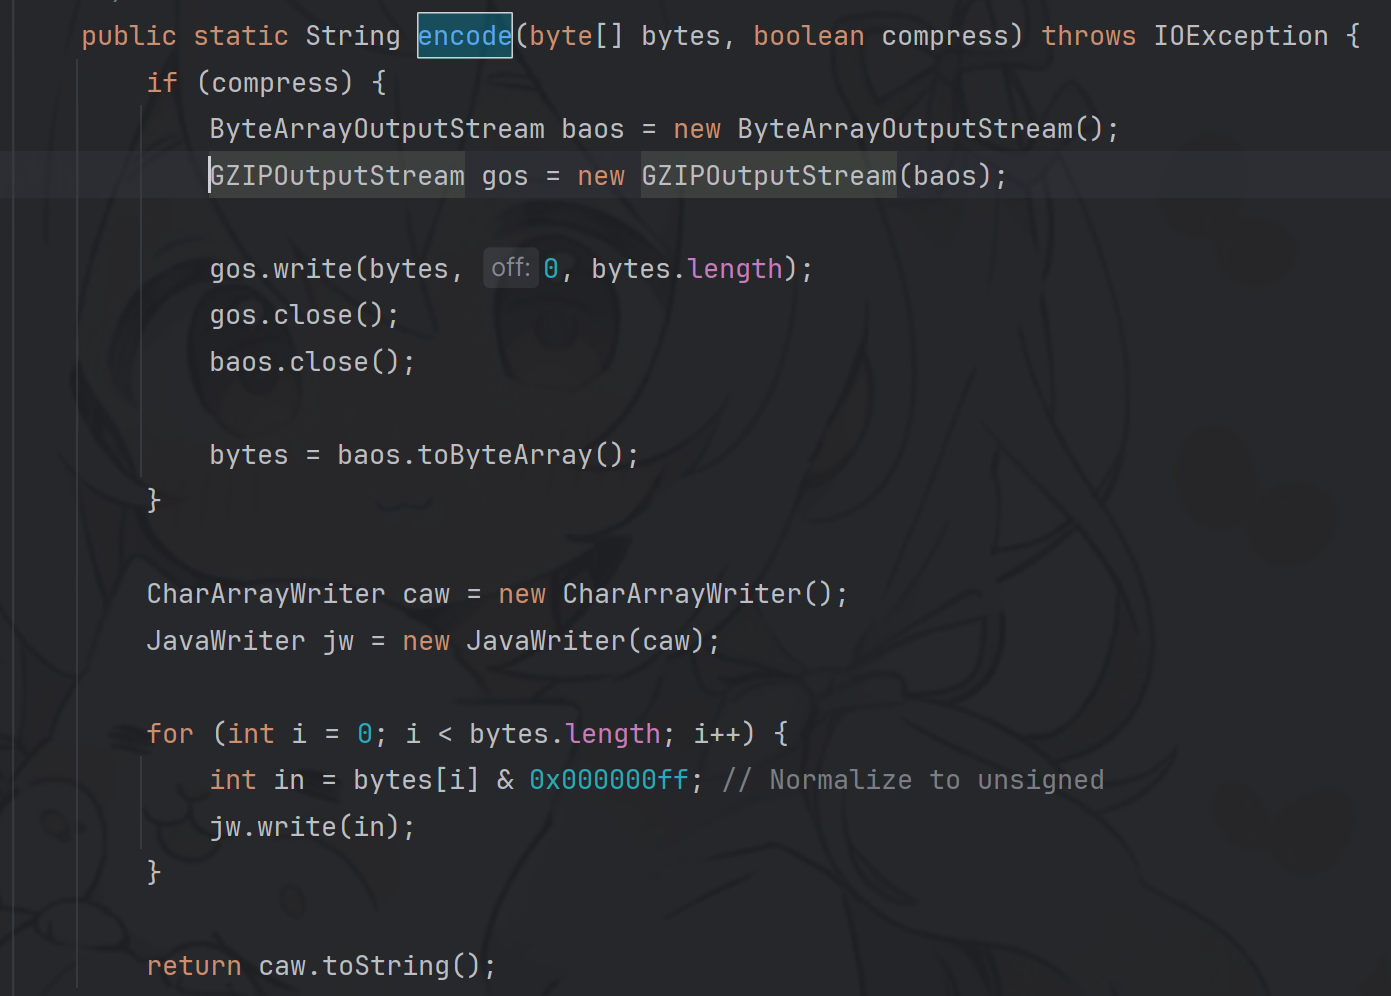 public static String encode(byte[] bytes, boolean compress) throws IOException {
if (compress) {
ByteArrayOutputStream baos = new ByteArrayOutputStream();
GZIPOutputStream gos = new GZIPOutputStream(baos);
gos.write(bytes, off: 0, bytes.length);
gos.close();
baos.close();
bytes = baos.toByteArray();
}
CharArrayWriter caw = new CharArrayWriter();
JavaWriter jw = new JavaWriter(caw);
for (int i = 0; i < bytes.length; i++) {
int in = bytes[i] & 0x000000ff; // Normalize to unsigned
jw.write(in);
}
return caw.toString();